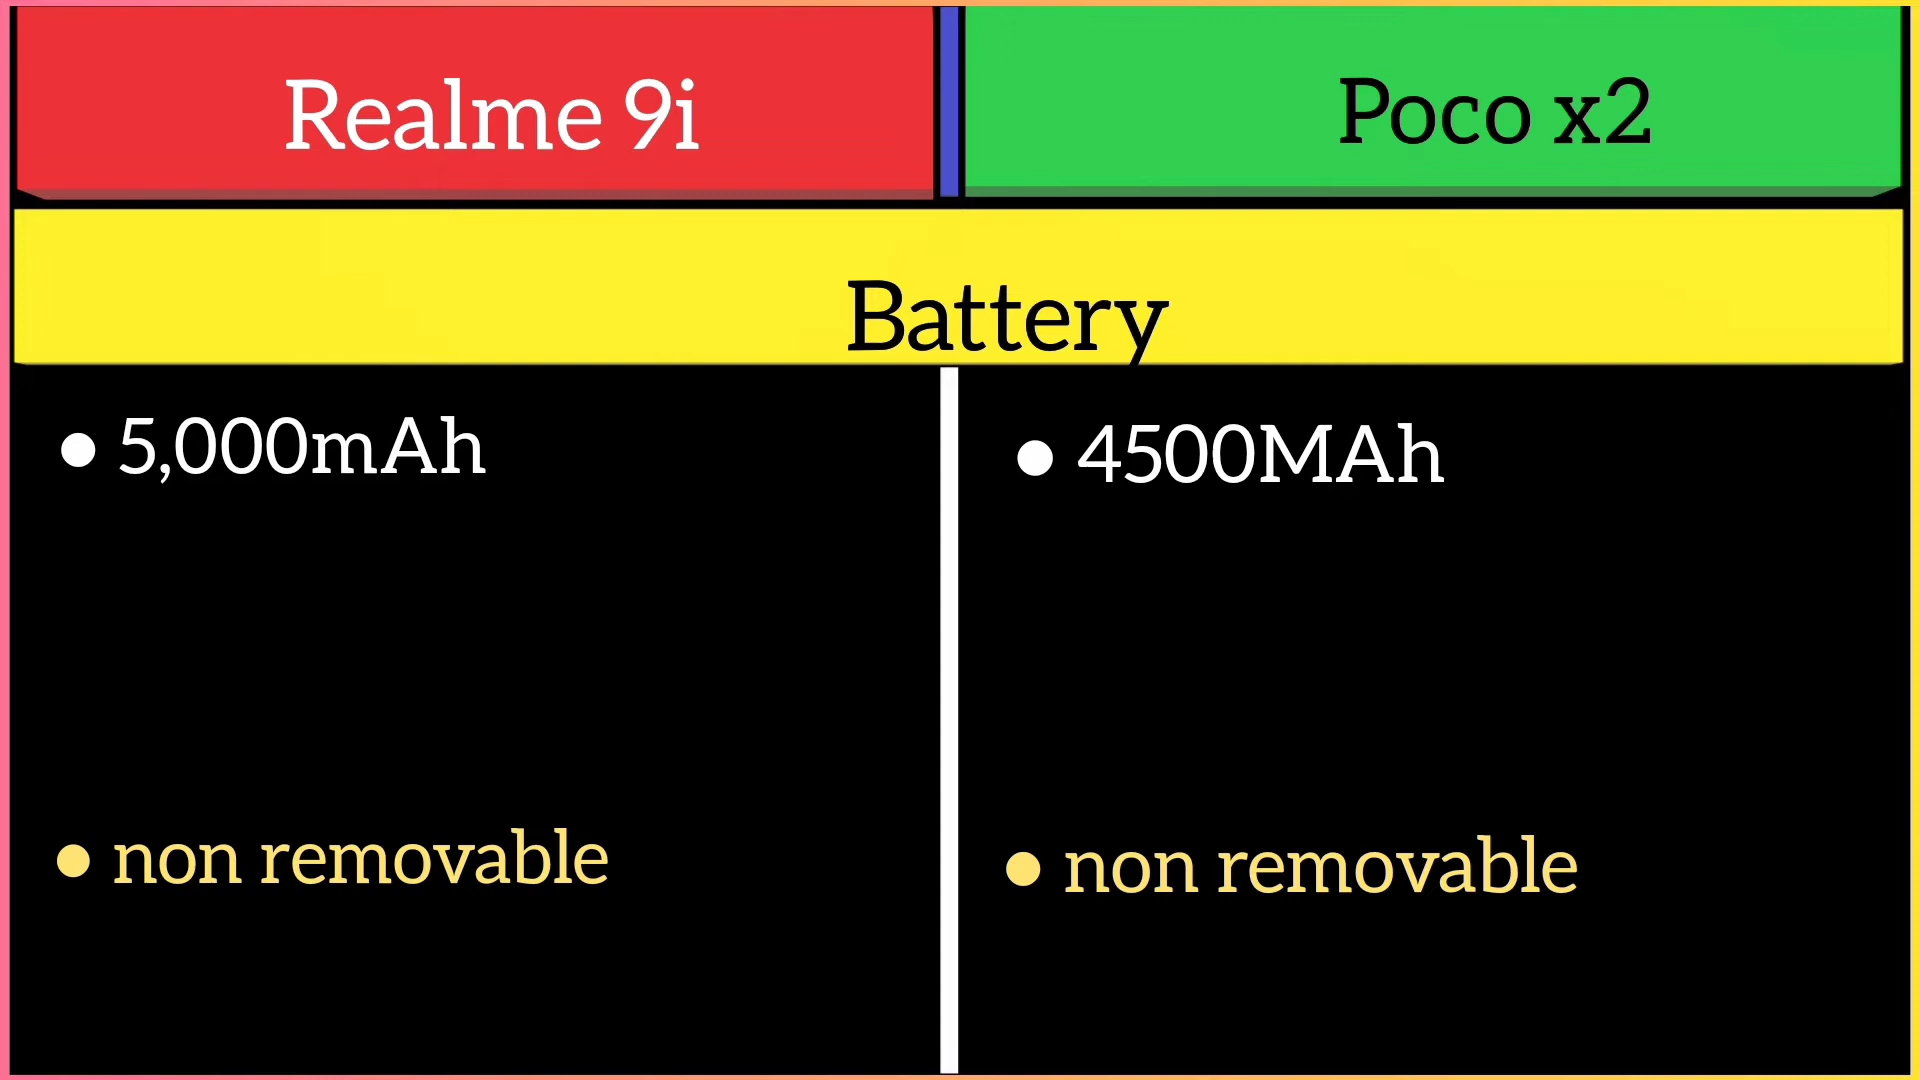 Realme 9i
Poco x2
Battery
• 5,000mAh
• 4500MAh
• non removable
• non removable